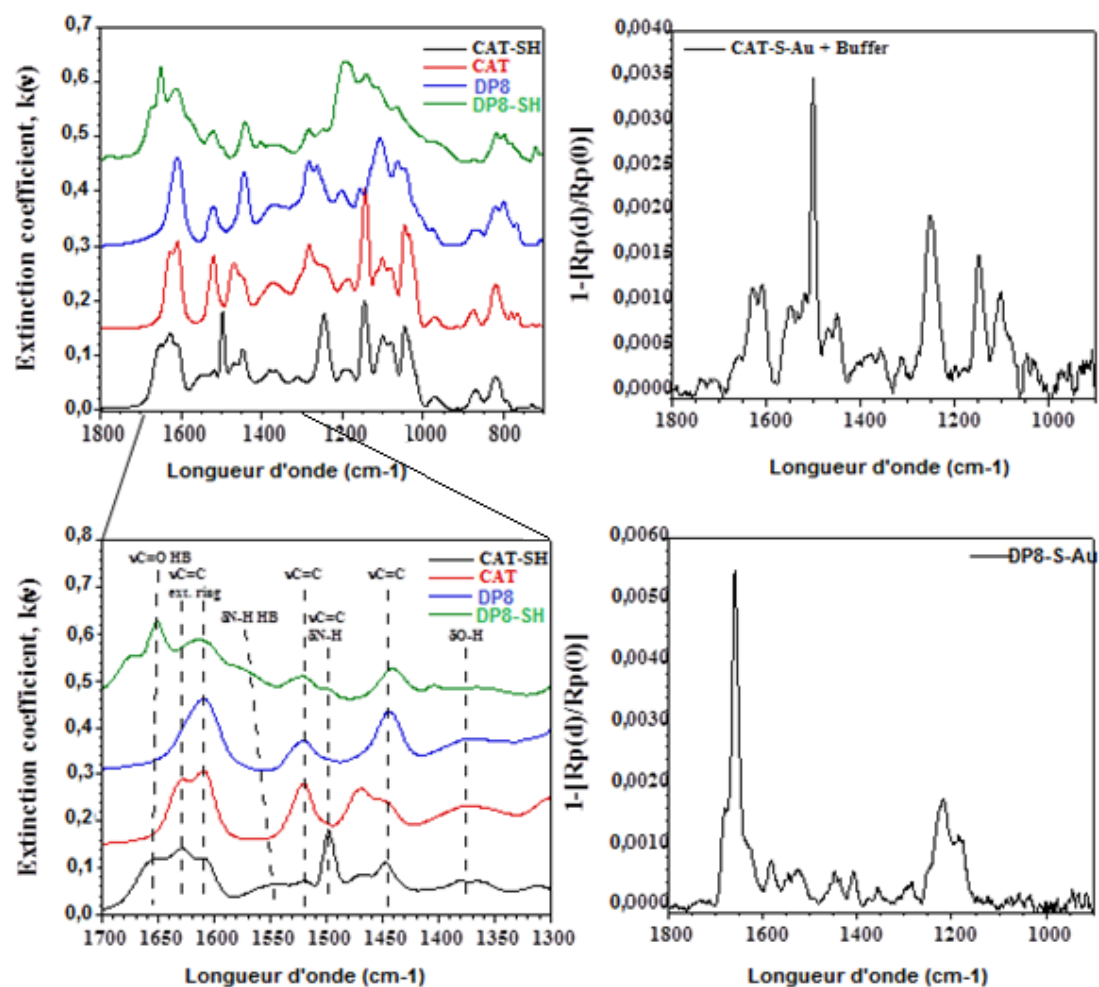 0,7
0,6
0,5
0,4
0,3
0,2
0,1
0,0
Extinction coefficient, k(ν)
CAT-SH
CAT
DP8
DP8-SH
1800 1600 1400 1200 1000 800
Longueur d'onde (cm-1)
0,0040
0,0035
0,0030
0,0025
0,0020
0,0015
0,0010
0,0005
0,0000
1-[Rp(d)/Rp(0)]
CAT-S-Au + Buffer
1800 1600 1400 1200 1000
Longueur d'onde (cm-1)
0,8
0,7
0,6
0,5
0,4
0,3
0,2
0,1
0,0
Extinction coefficient, k(ν)
νC=O HB
νC=C
ext. ring
δN-H HB
νC=C
νC=C
δN-H
νC=C
δO-H
CAT-SH
CAT
DP8
DP8-SH
1700 1650 1600 1550 1500 1450 1400 1350 1300
Longueur d'onde (cm-1)
0,0060
0,0050
0,0040
0,0030
0,0020
0,0010
0,0000
1-[Rp(d)/Rp(0)]
DP8-S-Au
1800 1600 1400 1200 1000
Longueur d'onde (cm-1)